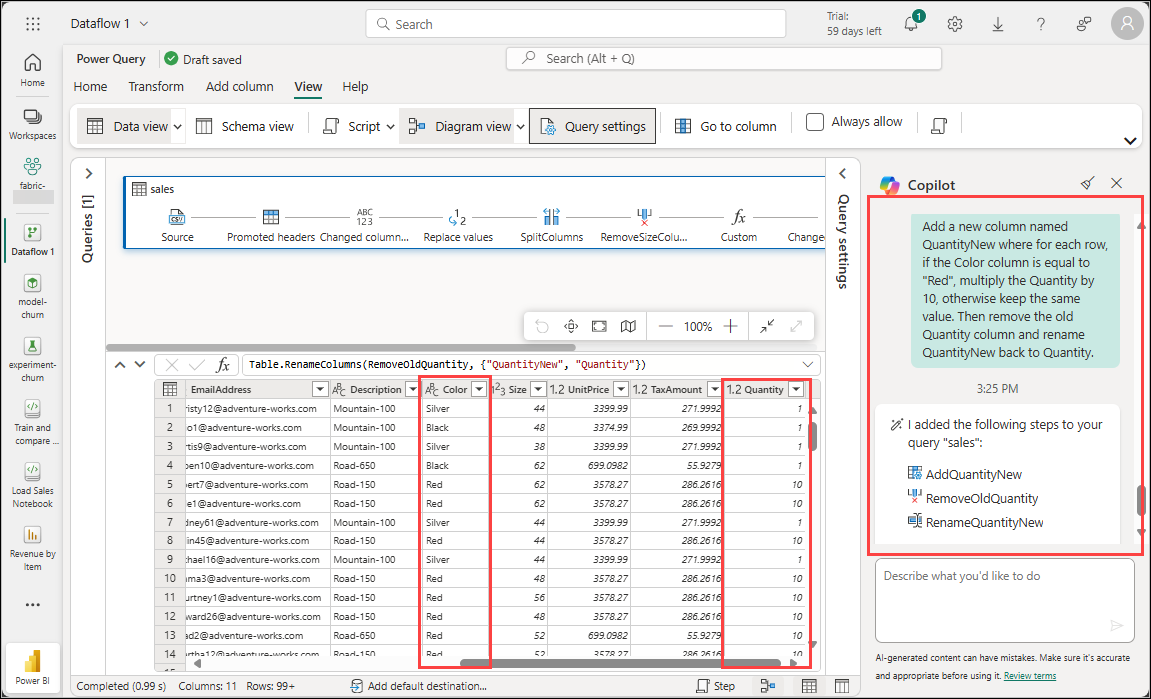 Dataflow 1
Search
Trial:
59 days left
1
Home
Workspaces
fabric-
Dataflow 1
model-
churn
experiment-
churn
Train and
compare ...
Load Sales
Notebook
Revenue by
Item
Power BI
Power Query
Draft saved
Search (Alt + Q)
Home Transform Add column View Help
Data view Schema view Script Diagram view Query settings Go to column Always allow
Queries [1]
sales
Source Promoted headers Changed column... Replace values SplitColumns RemoveSizeColu... Custom Change
Query settings
100%
Table.RenameColumns(RemoveOldQuantity, {"QuantityNew", "Quantity"})
EmailAddress Description Color Size 1.2 UnitPrice 1.2 TaxAmount 1.2 Quantity
1 risty12@adventure-works.com Mountain-100 Silver 44 3399.99 271.9992 1
2 o1@adventure-works.com Mountain-100 Black 48 3374.99 269.9992 1
3 rtis9@adventure-works.com Mountain-100 Silver 38 3399.99 271.9992 1
4 en10@adventure-works.com Road-650 Black 62 699.0982 55.9279 1
5 bert7@adventure-works.com Road-150 Red 62 3578.27 286.2616 10
6 e1@adventure-works.com Road-150 Red 62 3578.27 286.2616 10
7 dney61@adventure-works.com Mountain-100 Silver 44 3399.99 271.9992 1
8 lin45@adventure-works.com Road-150 Red 44 3578.27 286.2616 10
9 chael16@adventure-works.com Mountain-100 Silver 44 3399.99 271.9992 1
10 ma3@adventure-works.com Road-150 Red 48 3578.27 286.2616 10
11 urtney1@adventure-works.com Road-150 Red 56 3578.27 286.2616 10
12 ward26@adventure-works.com Road-150 Red 48 3578.27 286.2616 10
13 ad2@adventure-works.com Road-650 Red 52 699.0982 55.9279 10
14 rtha12@adventure-works.com Road-150 Red 52 3578.27 286.2616 10
Completed (0.99 s) Columns: 11 Rows: 99+ Add default destination... Step
Copilot
Add a new column named
QuantityNew where for each row,
if the Color column is equal to
"Red", multiply the Quantity by
10, otherwise keep the same
value. Then remove the old
Quantity column and rename
QuantityNew back to Quantity.
3:25 PM
I added the following steps to your
query "sales":
AddQuantityNew
RemoveOldQuantity
RenameQuantityNew
Describe what you'd like to do
AI-generated content can have mistakes. Make sure it's accurate
and appropriate before using it. Review terms